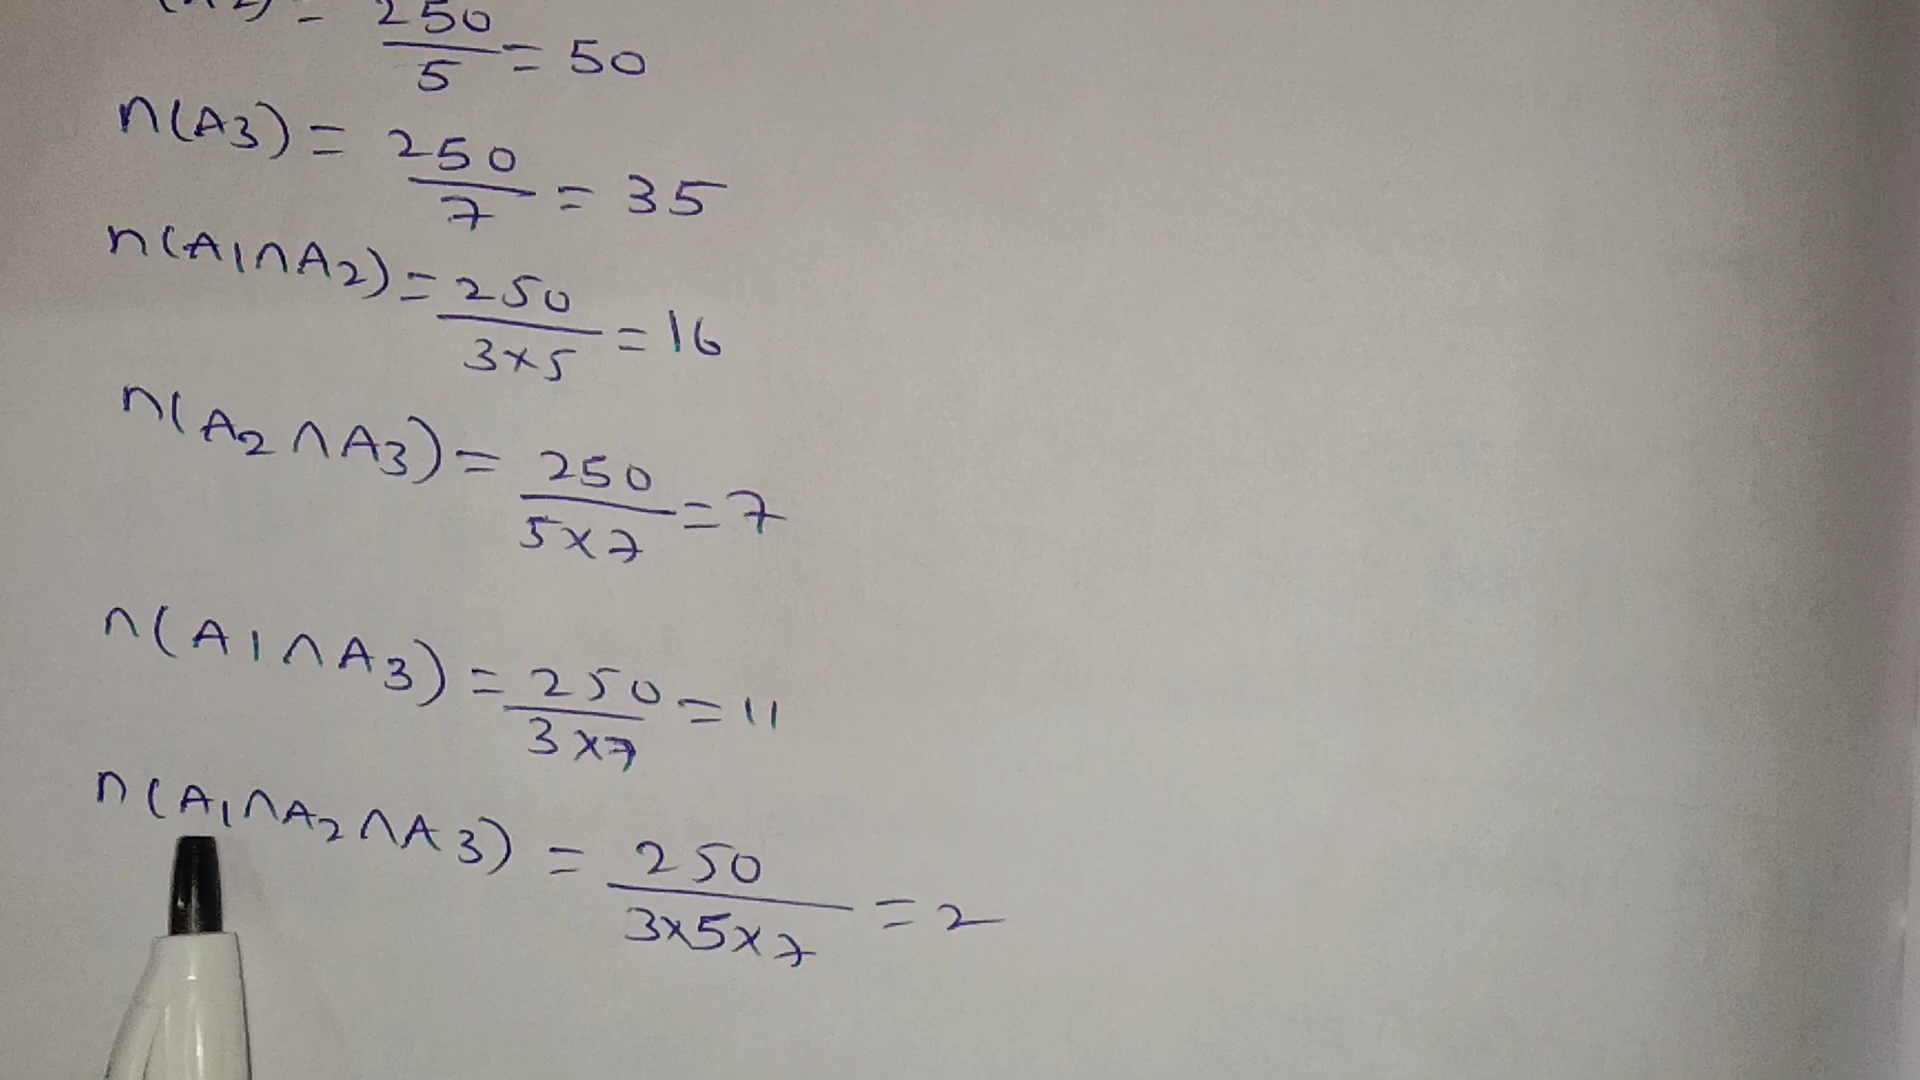 250
5 = 50
n(A3) = 250
7 = 35
n(A1∩A2) = 250
3×5 = 16
n(A2∩A3) = 250
5×7 = 7
n(A1∩A3) = 250
3×7 = 11
n(A1∩A2∩A3) = 250
3×5×7 = 2